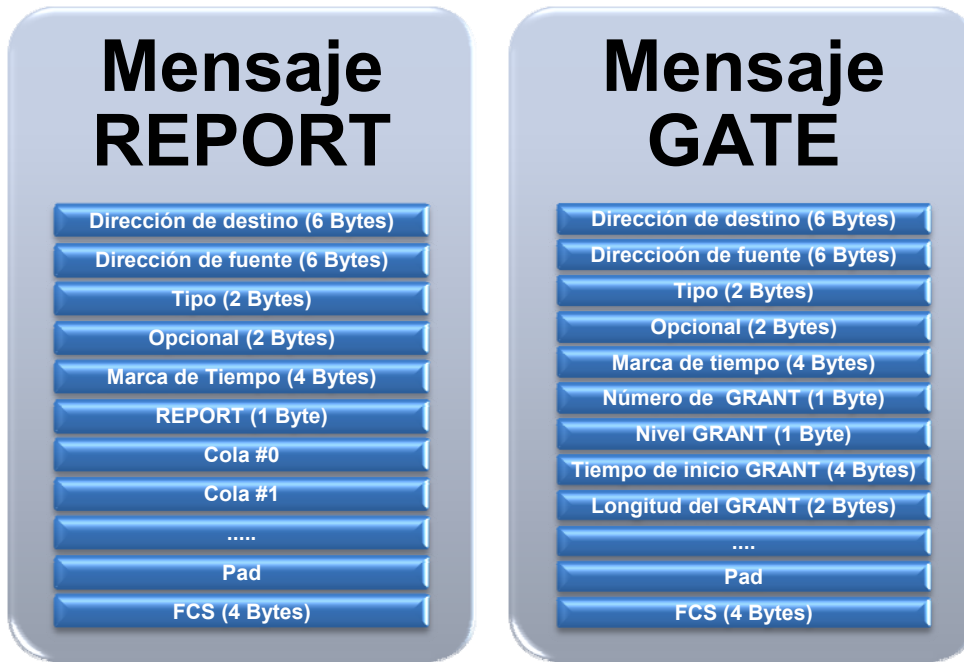 Mensaje
REPORT
Dirección de destino (6 Bytes)
Dirección de fuente (6 Bytes)
Tipo (2 Bytes)
Opcional (2 Bytes)
Marca de Tiempo (4 Bytes)
REPORT (1 Byte)
Cola #0
Cola #1
.....
Pad
FCS (4 Bytes)
Mensaje
GATE
Dirección de destino (6 Bytes)
Direccioón de fuente (6 Bytes)
Tipo (2 Bytes)
Opcional (2 Bytes)
Marca de tiempo (4 Bytes)
Número de GRANT (1 Byte)
Nivel GRANT (1 Byte)
Tiempo de inicio GRANT (4 Bytes)
Longitud del GRANT (2 Bytes)
....
Pad
FCS (4 Bytes)